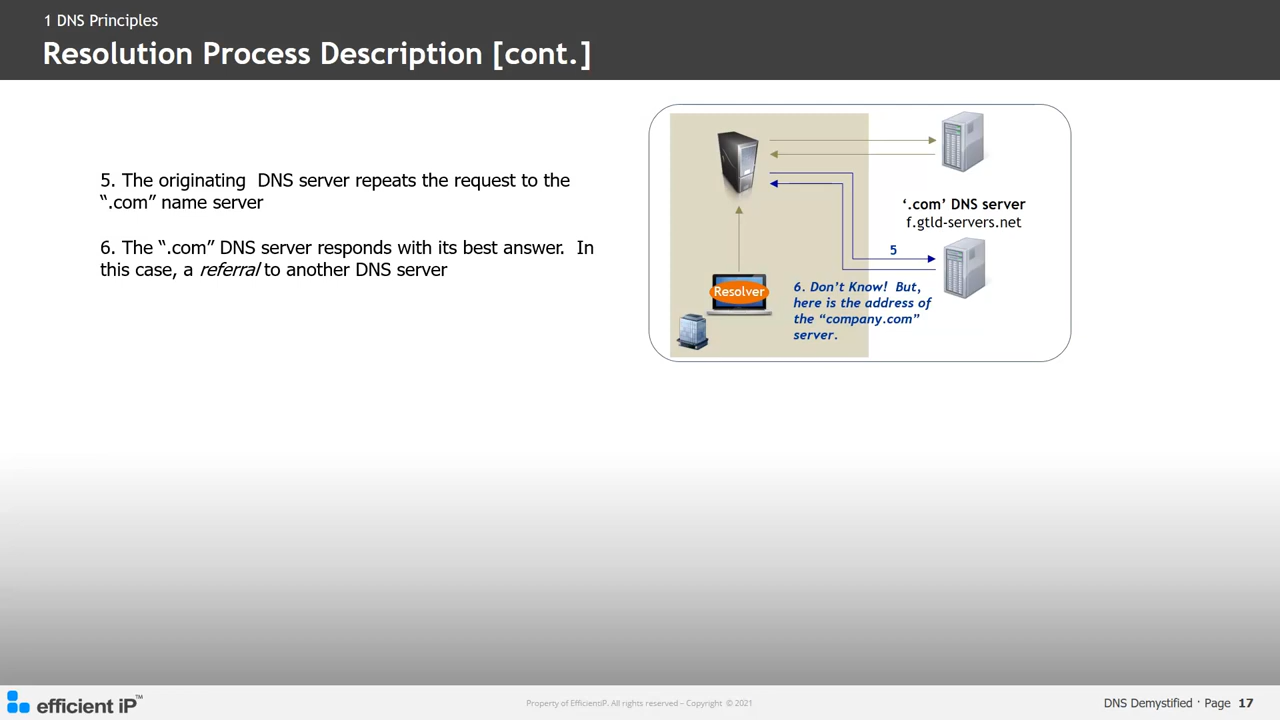 1 DNS Principles
Resolution Process Description [cont.]
5. The originating DNS server repeats the request to the
“.com” name server
6. The “.com” DNS server responds with its best answer. In
this case, a referral to another DNS server
‘.com’ DNS server
f.gtld-servers.net
5
Resolver
6. Don’t Know! But,
here is the address of
the “company.com”
server.
efficient iP™
Property of EfficientiP. All rights reserved – Copyright © 2021
DNS Demystified · Page 17